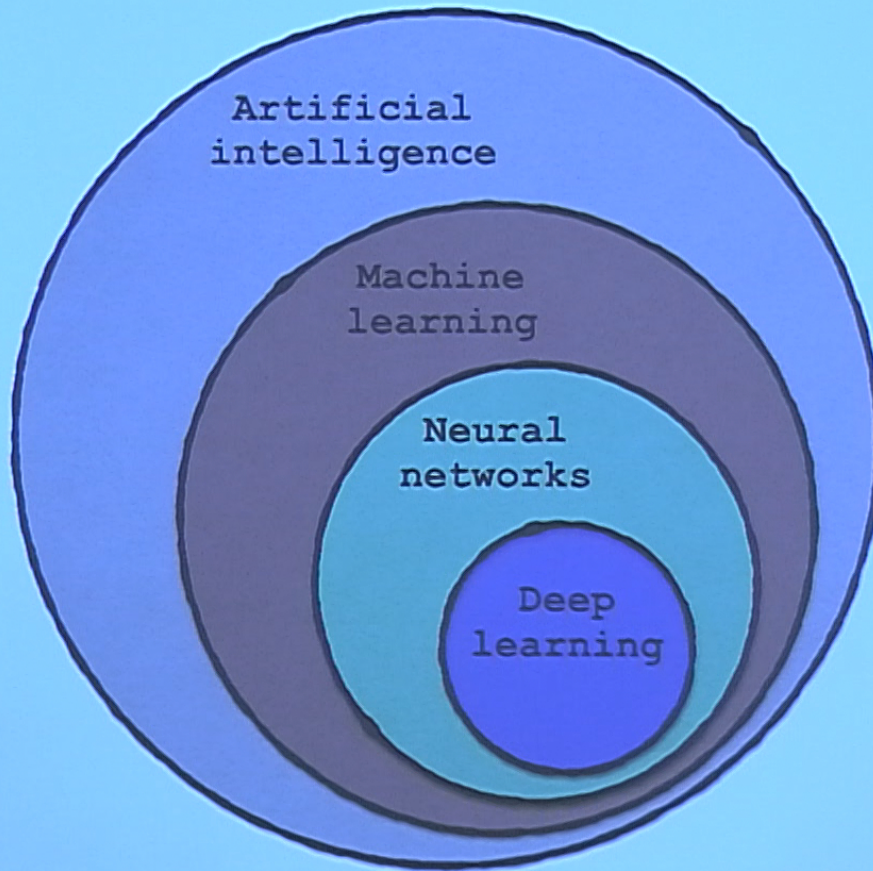 Artificial
intelligence
Machine
learning
Neural
networks
Deep
learning